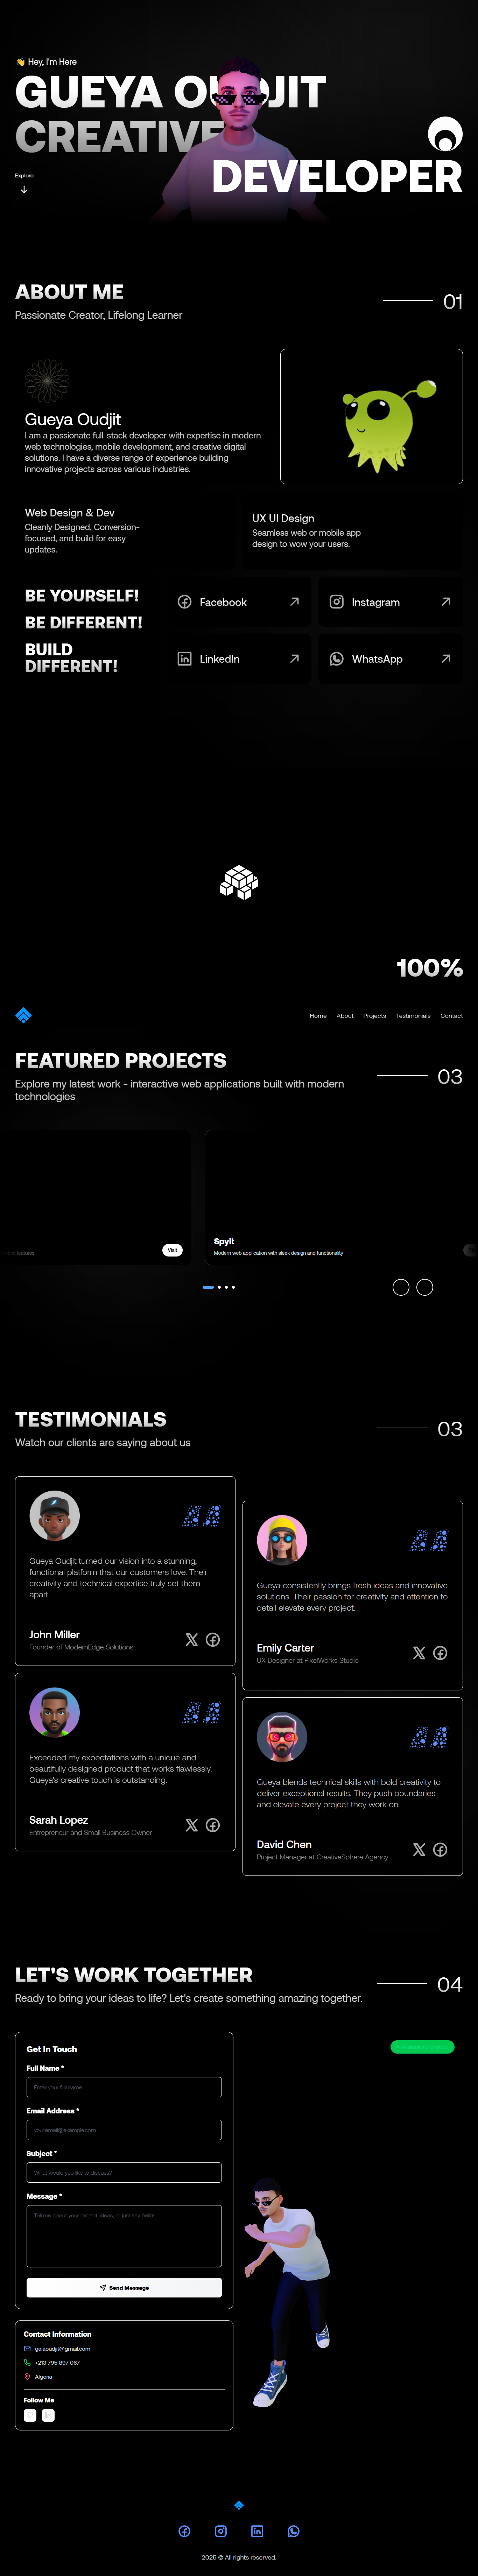 👋 Hey, I'm Here
GUEYA OUDJIT
CREATIVE
DEVELOPER
Explore
ABOUT ME
Passionate Creator, Lifelong Learner
01
Gueya Oudjit
I am a passionate full-stack developer with expertise in modern
web technologies, mobile development, and creative digital
solutions. I have a diverse range of experience building
innovative projects across various industries.
Web Design & Dev
Cleanly Designed, Conversion-
focused, and build for easy
updates.
UX UI Design
Seamless web or mobile app
design to wow your users.
BE YOURSELF!
BE DIFFERENT!
BUILD
DIFFERENT!
Facebook
Instagram
LinkedIn
WhatsApp
100%
Home About Projects Testimonials Contact
FEATURED PROJECTS
Explore my latest work - interactive web applications built with modern
technologies
03
features
Visit
Spylt
Modern web application with sleek design and functionality
TESTIMONIALS
Watch our clients are saying about us
03
Gueya Oudjit turned our vision into a stunning,
functional platform that our customers love. Their
creativity and technical expertise truly set them
apart.
John Miller
Founder of ModernEdge Solutions
Gueya consistently brings fresh ideas and innovative
solutions. Their passion for creativity and attention to
detail elevate every project.
Emily Carter
UX Designer at PixelWorks Studio
Exceeded my expectations with a unique and
beautifully designed product that works flawlessly.
Gueya's creative touch is outstanding.
Sarah Lopez
Entrepreneur and Small Business Owner
Gueya blends technical skills with bold creativity to
deliver exceptional results. They push boundaries
and elevate every project they work on.
David Chen
Project Manager at CreativeSphere Agency
LET'S WORK TOGETHER
Ready to bring your ideas to life? Let's create something amazing together.
04
Get In Touch
Full Name *
Enter your full name
Email Address *
your.email@example.com
Subject *
What would you like to discuss?
Message *
Tell me about your project, ideas, or just say hello!
Send Message
Contact Information
gaiaoudjit@gmail.com
+213 795 897 067
Algeria
Follow Me
2025 © All rights reserved.